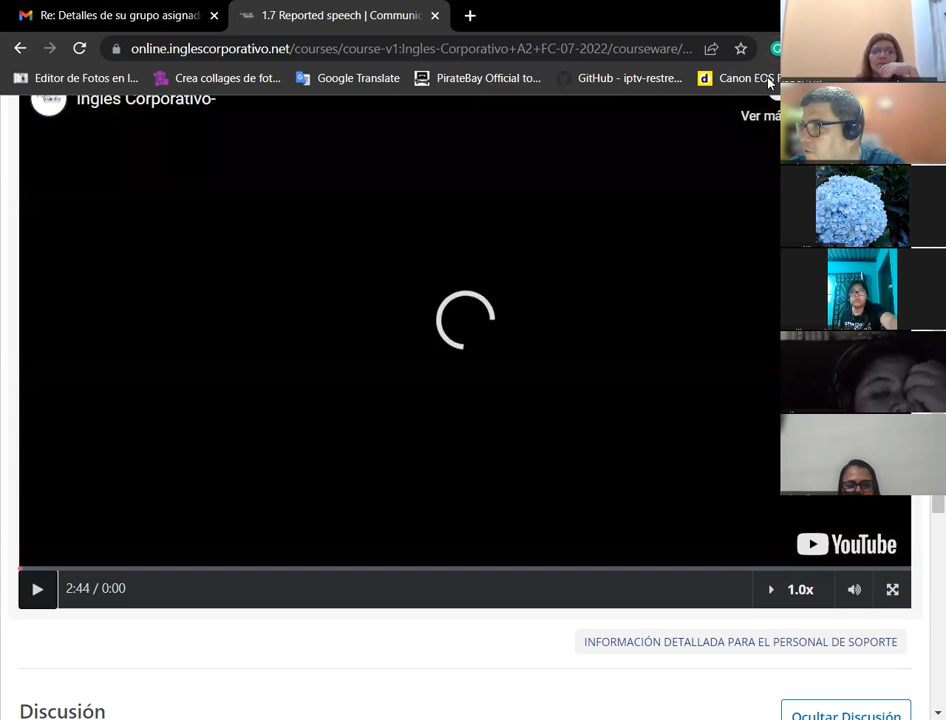 Re: Detalles de su grupo asignad
1.7 Reported speech | Communic
online.inglescorporativo.net/courses/course-v1:Ingles-Corporativo+A2+FC-07-2022/courseware/...
Editor de Fotos en l... Crea collages de fot... Google Translate PirateBay Official to... GitHub - iptv-restre... Canon EOS
Ingles Corporativo-
Ver má
YouTube
2:44 / 0:00
1.0x
INFORMACIÓN DETALLADA PARA EL PERSONAL DE SOPORTE
Discusión
Ocultar Discusión